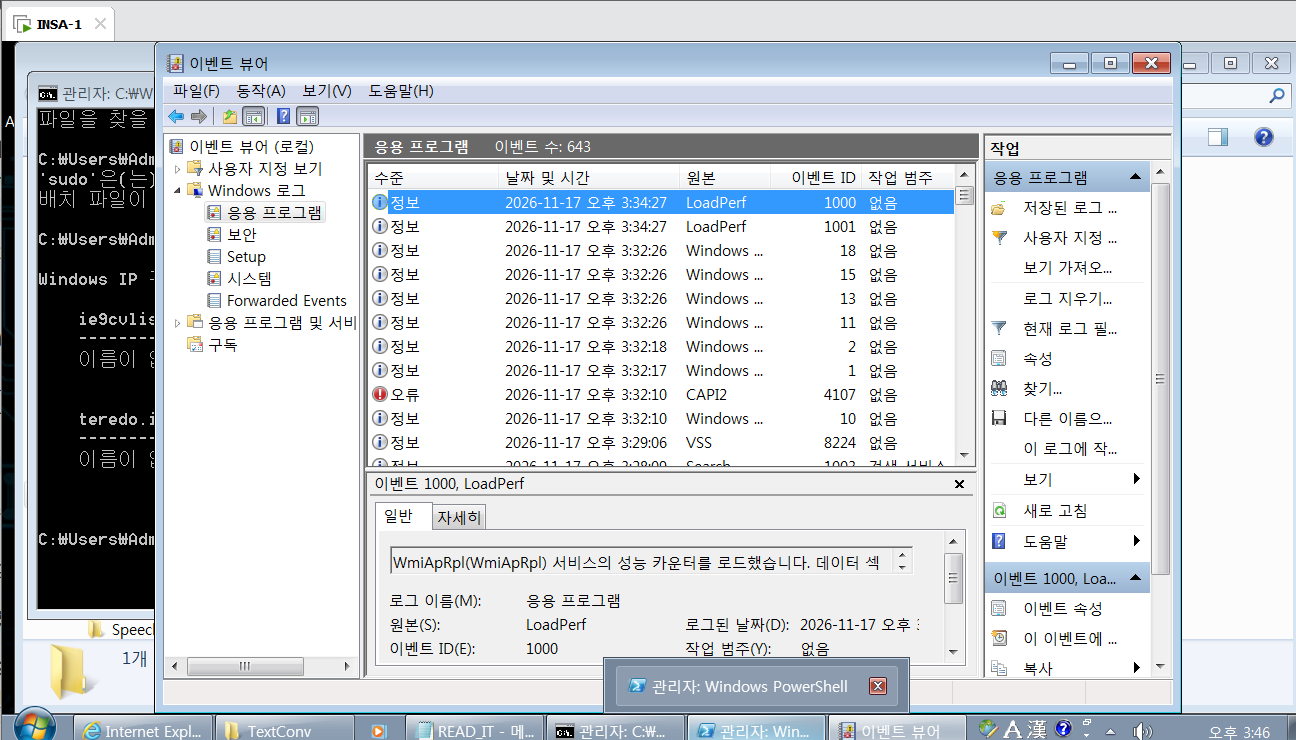 INSA-1
이벤트 뷰어
파일(F) 동작(A) 보기(V) 도움말(H)
관리자: C:₩W
파일을 찾을
C:₩Users₩Adm
'sudo'은(는)
배치 파일이
C:₩Users₩Adm
Windows IP
ie9cvlis
이름이
teredo.i
이름이
C:₩Users₩Adm
Speech
1개
이벤트 뷰어 (로컬)
사용자 지정 보기
Windows 로그
응용 프로그램
보안
Setup
시스템
Forwarded Events
응용 프로그램 및 서비
구독
응용 프로그램 이벤트 수: 643
수준 날짜 및 시간 원본 이벤트 ID 작업 범주
정보 2026-11-17 오후 3:34:27 LoadPerf 1000 없음
정보 2026-11-17 오후 3:34:27 LoadPerf 1001 없음
정보 2026-11-17 오후 3:32:26 Windows ... 18 없음
정보 2026-11-17 오후 3:32:26 Windows ... 15 없음
정보 2026-11-17 오후 3:32:26 Windows ... 13 없음
정보 2026-11-17 오후 3:32:26 Windows ... 11 없음
정보 2026-11-17 오후 3:32:18 Windows ... 2 없음
정보 2026-11-17 오후 3:32:17 Windows ... 1 없음
오류 2026-11-17 오후 3:32:10 CAPI2 4107 없음
정보 2026-11-17 오후 3:32:10 Windows ... 10 없음
정보 2026-11-17 오후 3:29:06 VSS 8224 없음
정보 2026-11-17 오후 3:28:09 Search 1003 검색 서비스
이벤트 1000, LoadPerf
일반 자세히
WmiApRpl(WmiApRpl) 서비스의 성능 카운터를 로드했습니다. 데이터 섹
로그 이름(M): 응용 프로그램
원본(S): LoadPerf 로그된 날짜(D): 2026-11-17 오후
이벤트 ID(E): 1000 작업 범주(Y): 없음
작업
응용 프로그램
저장된 로그 ...
사용자 지정 ...
보기 가져오...
로그 지우기...
현재 로그 필...
속성
찾기...
다른 이름으...
이 로그에 작...
보기
새로 고침
도움말
이벤트 1000, Loa...
이벤트 속성
이 이벤트에 ...
복사
관리자: Windows PowerShell
Internet Expl... TextConv READ_IT - 메... 관리자: C:₩... 관리자: Win... 이벤트 뷰어 A 漢 오후 3:46